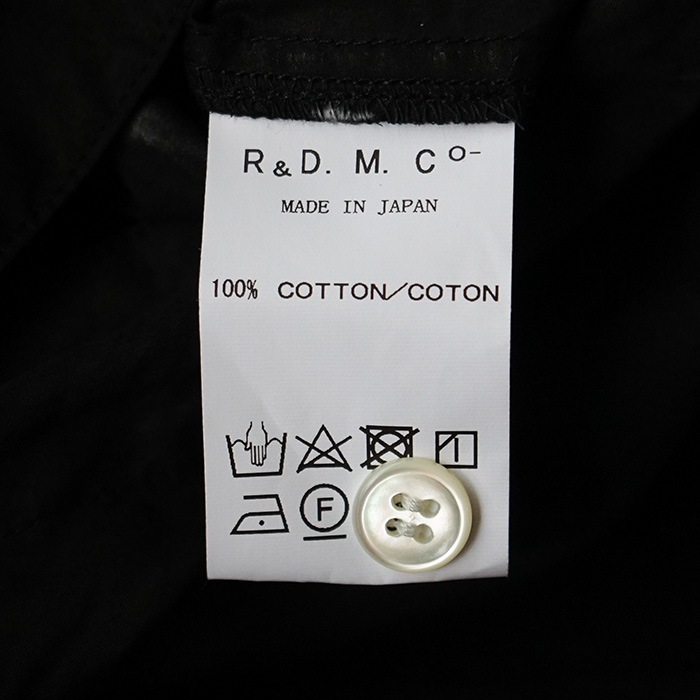 R & D. M. Co-
MADE IN JAPAN
100% COTTON/COTON
F